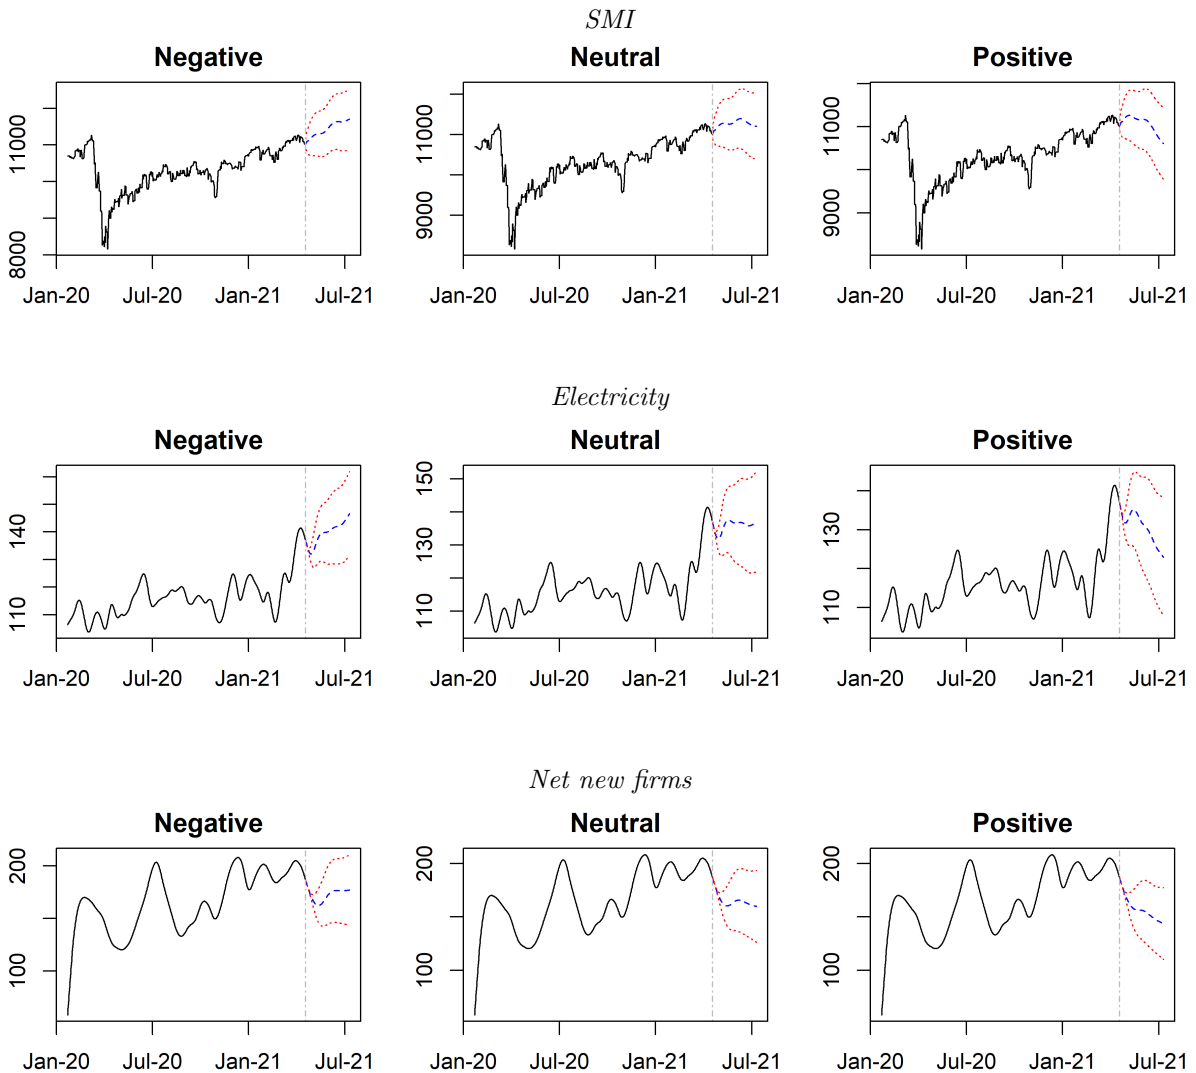 SMI
Negative Neutral Positive
11000 11000 11000
8000 9000 9000
Jan-20 Jul-20 Jan-21 Jul-21 Jan-20 Jul-20 Jan-21 Jul-21 Jan-20 Jul-20 Jan-21 Jul-21
Electricity
Negative Neutral Positive
140 150 130
110 130 110
110
Jan-20 Jul-20 Jan-21 Jul-21 Jan-20 Jul-20 Jan-21 Jul-21 Jan-20 Jul-20 Jan-21 Jul-21
Net new firms
Negative Neutral Positive
200 200 200
100 100 100
Jan-20 Jul-20 Jan-21 Jul-21 Jan-20 Jul-20 Jan-21 Jul-21 Jan-20 Jul-20 Jan-21 Jul-21